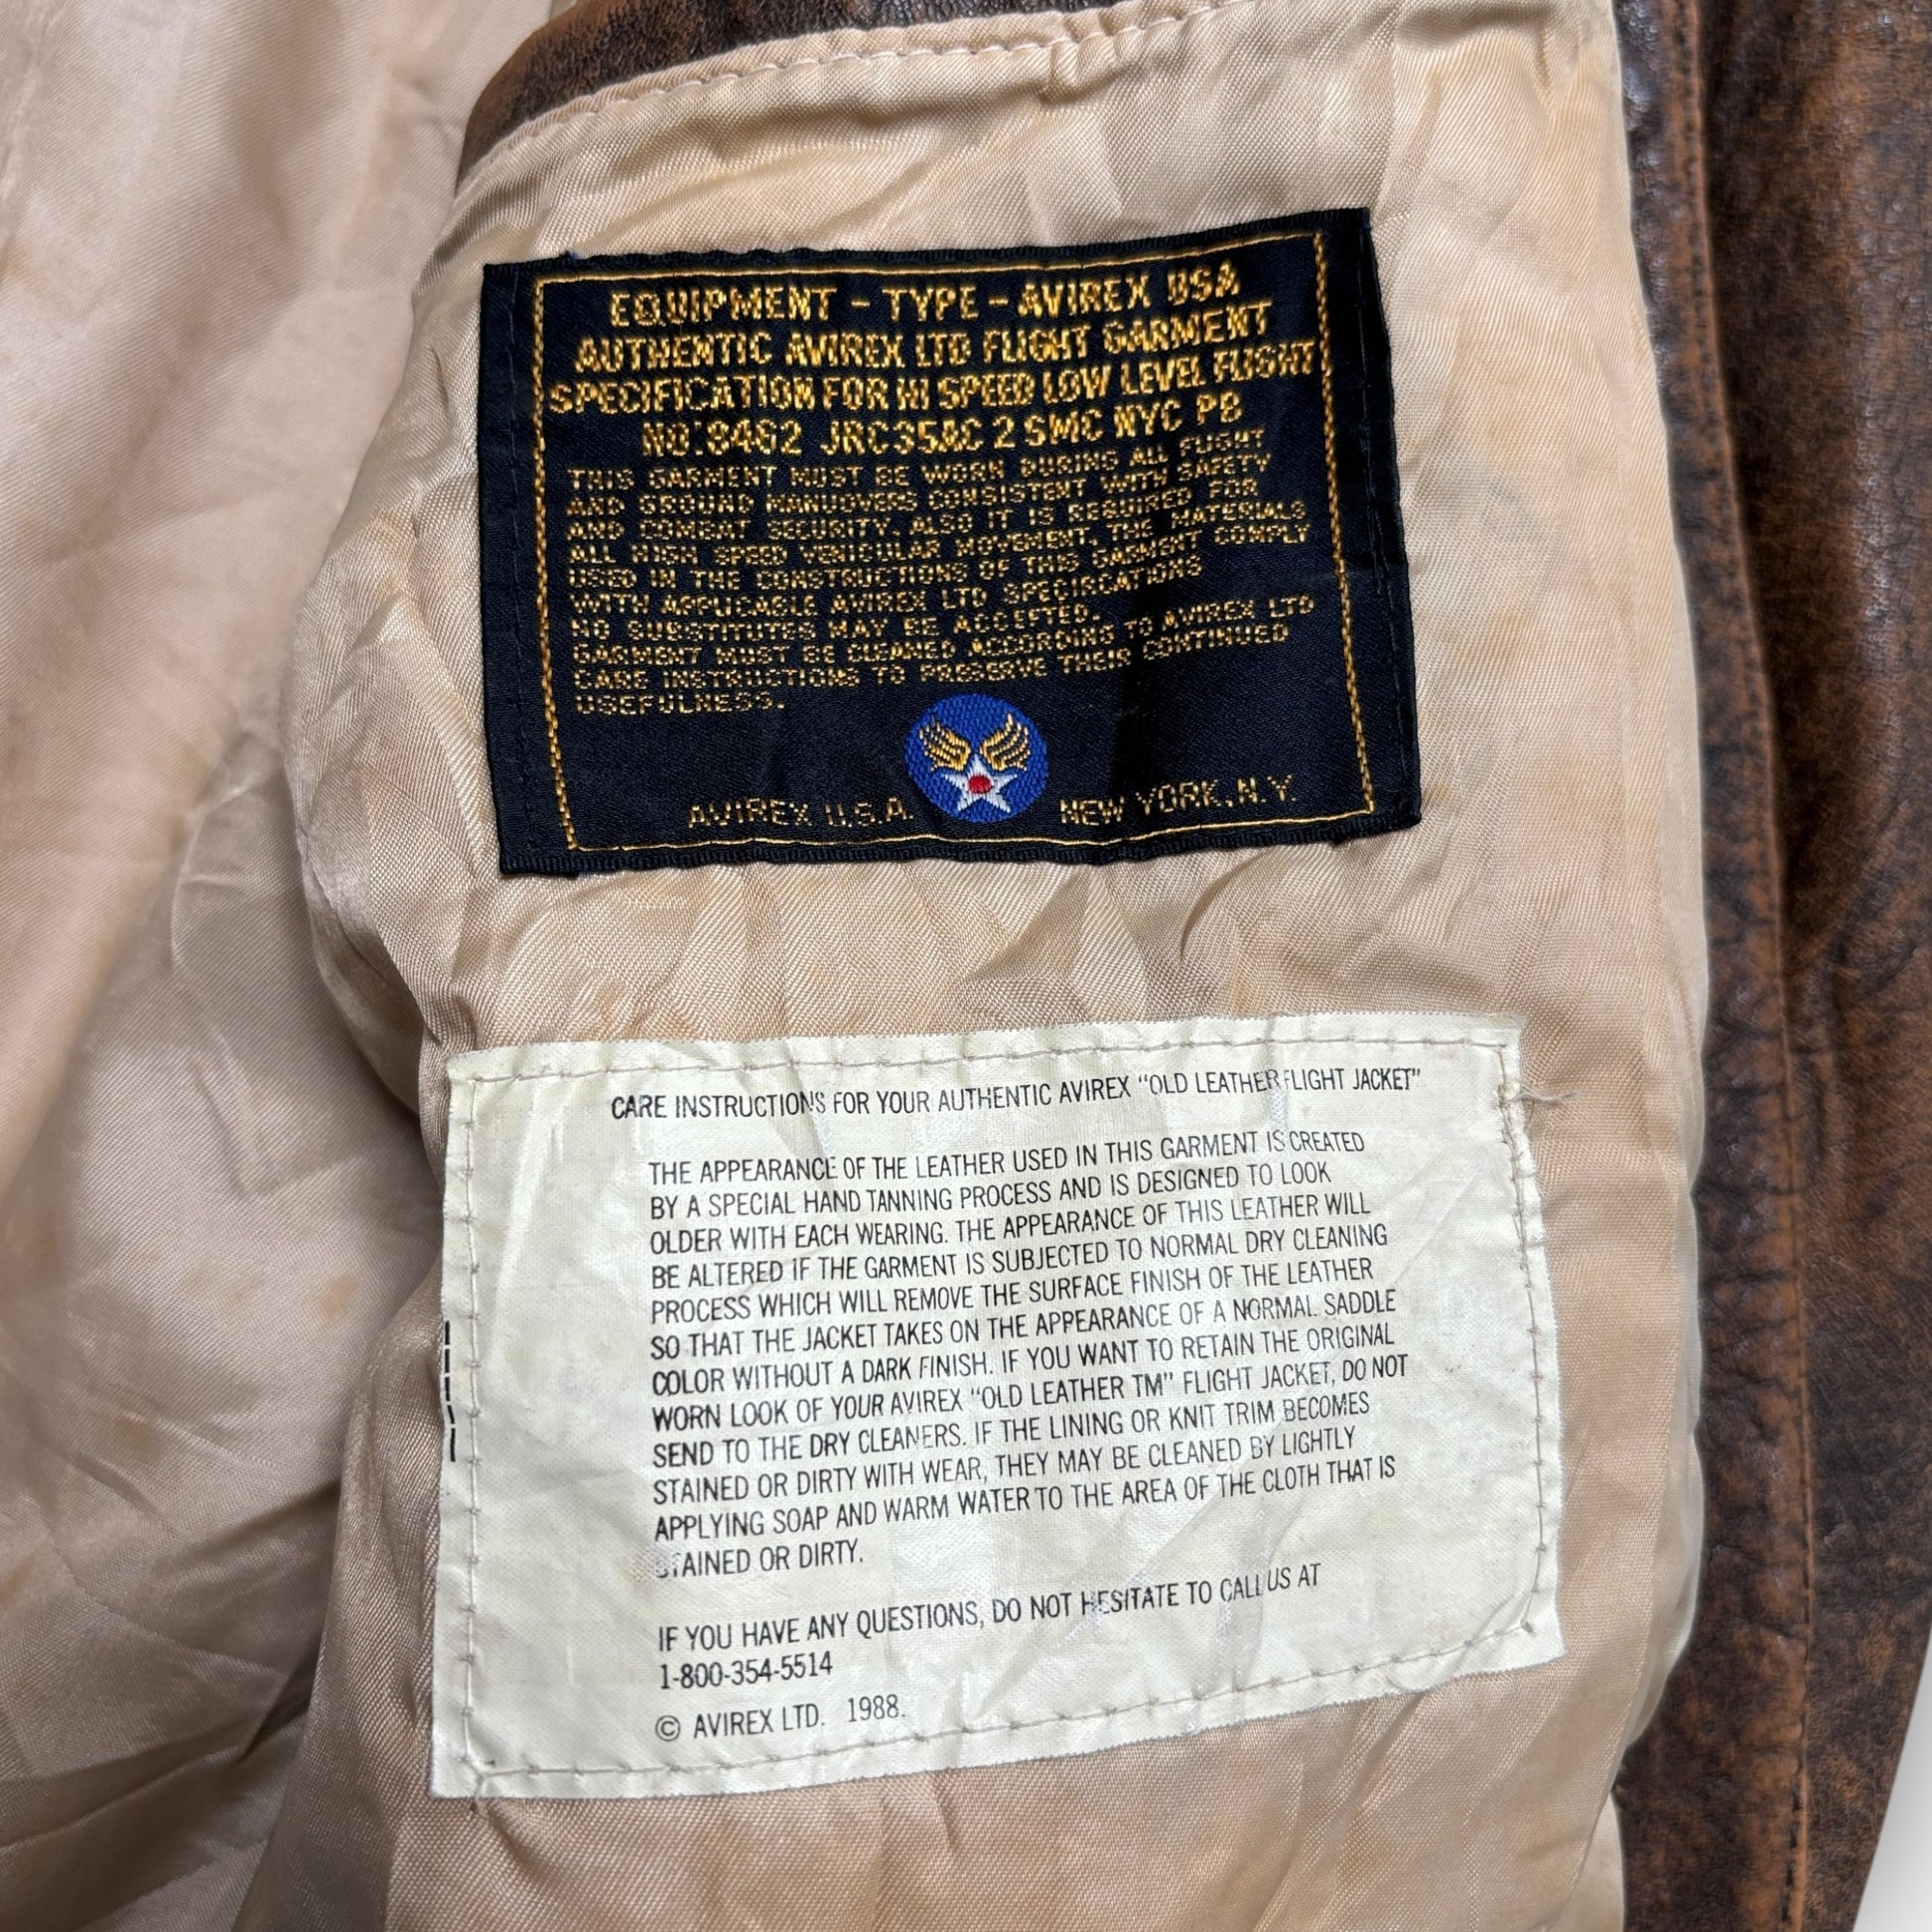 EQUIPMENT - TYPE - AVIREX USA
AUTHENTIC AVIREX LTD FLIGHT GARMENT
SPECIFICATION FOR HI SPEED LOW LEVEL FLIGHT
NO. 8462 JRC35&C 2 SMC NYC PB
THIS GARMENT MUST BE WORN DURING ALL FLIGHT
AND GROUND MANUOWERS CONSISTENT WITH SAFETY
AND COMBAT SECURITY. ALSO IT IS REQUIRED FOR
ALL HIGH SPEED VEHICULAR MOVEMENT. THE MATERIALS
USED IN THE CONSTRUCTIONS OF THIS GARMENT COMPLY
WITH APPLICABLE AVIREX LTD SPECIRCATIONS
NO SUBSTITUTES MAY BE ACCEPTED.
GARMENT MUST BE CLEANED ACCORDING TO AVIREX LTD
CARE INSTRUCTIONS TO PRESERVE THEIR CONTINUED
USEFULNESS.
AVIREX U.S.A. NEW YORK, N.Y.
CARE INSTRUCTIONS FOR YOUR AUTHENTIC AVIREX "OLD LEATHER FLIGHT JACKET"
THE APPEARANCE OF THE LEATHER USED IN THIS GARMENT IS CREATED
BY A SPECIAL HAND TANNING PROCESS AND IS DESIGNED TO LOOK
OLDER WITH EACH WEARING. THE APPEARANCE OF THIS LEATHER WILL
BE ALTERED IF THE GARMENT IS SUBJECTED TO NORMAL DRY CLEANING
PROCESS WHICH WILL REMOVE THE SURFACE FINISH OF THE LEATHER
SO THAT THE JACKET TAKES ON THE APPEARANCE OF A NORMAL SADDLE
COLOR WITHOUT A DARK FINISH. IF YOU WANT TO RETAIN THE ORIGINAL
WORN LOOK OF YOUR AVIREX "OLD LEATHER TM" FLIGHT JACKET, DO NOT
SEND TO THE DRY CLEANERS. IF THE LINING OR KNIT TRIM BECOMES
STAINED OR DIRTY WITH WEAR, THEY MAY BE CLEANED BY LIGHTLY
APPLYING SOAP AND WARM WATER TO THE AREA OF THE CLOTH THAT IS
STAINED OR DIRTY.
IF YOU HAVE ANY QUESTIONS, DO NOT HESITATE TO CALL US AT
1-800-354-5514
© AVIREX LTD. 1988.